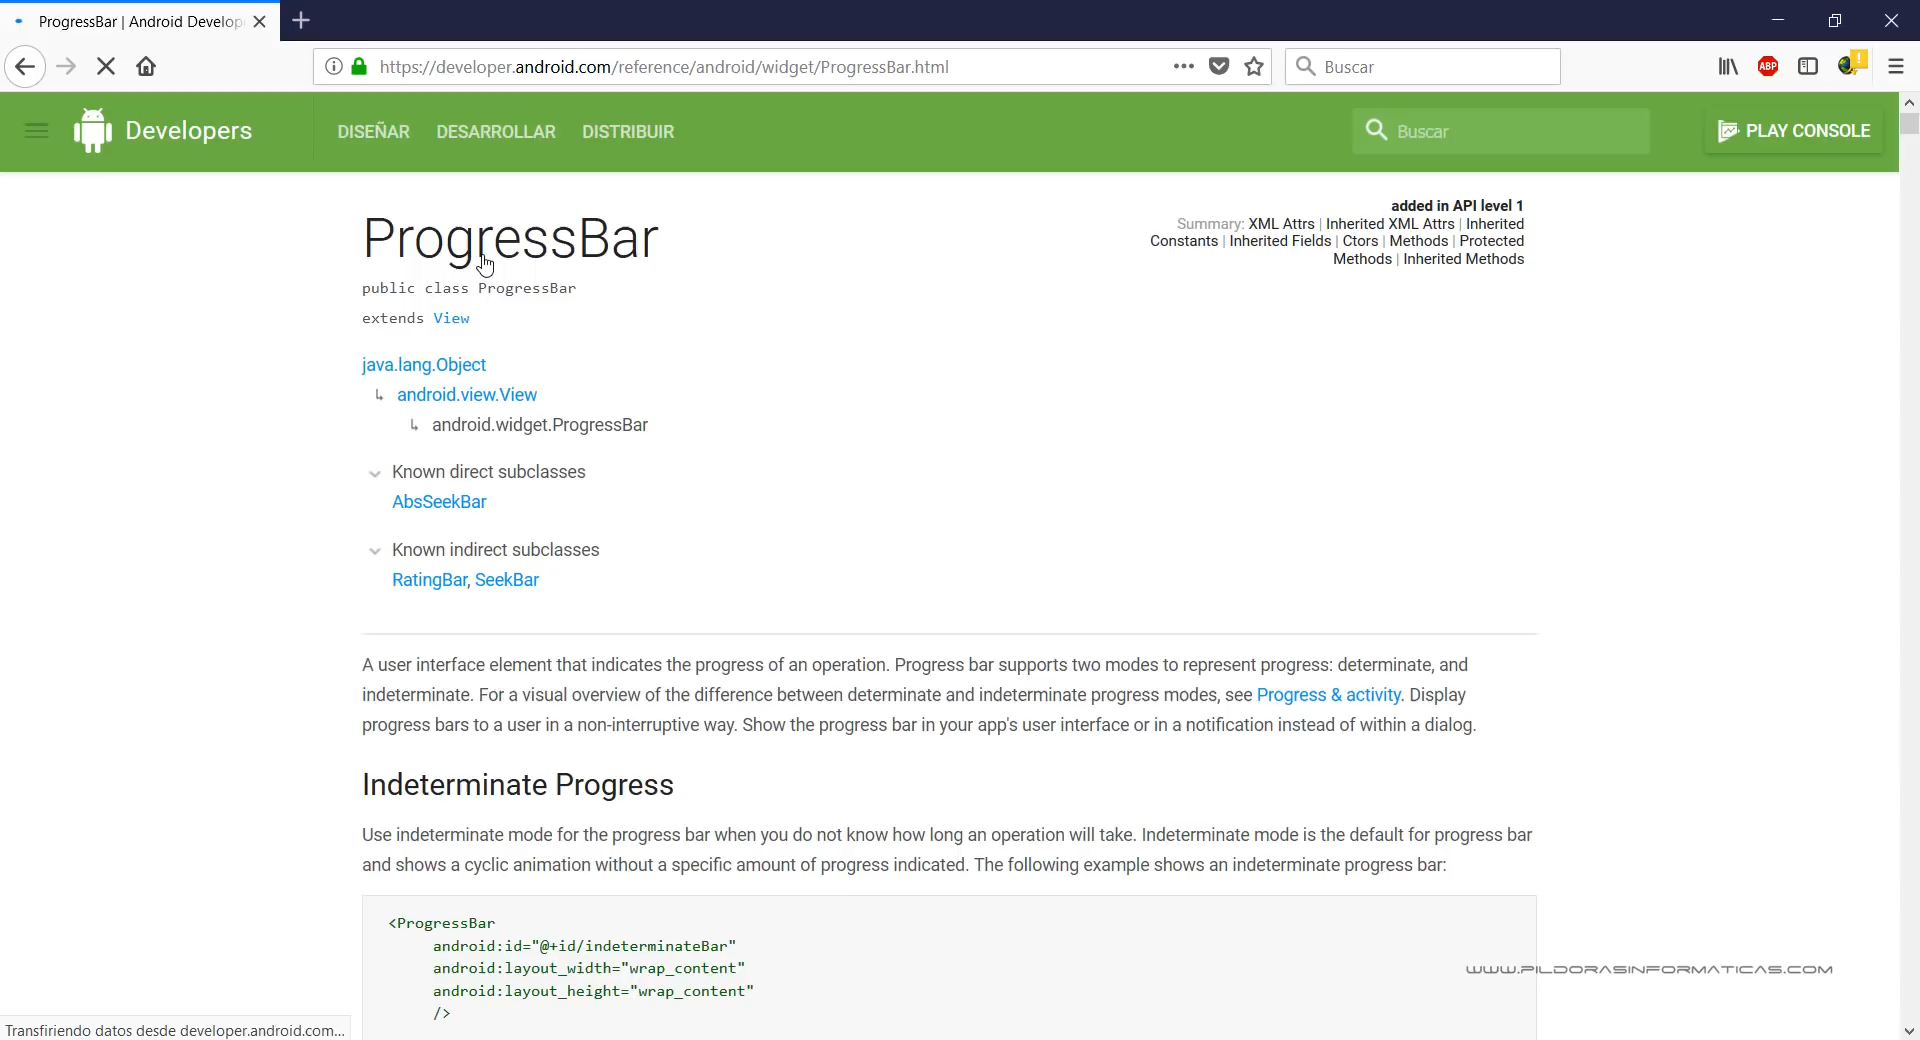 ProgressBar | Android Develop
https://developer.android.com/reference/android/widget/ProgressBar.html
Buscar
ABP
Developers
DISEÑAR DESARROLLAR DISTRIBUIR
Buscar
PLAY CONSOLE
ProgressBar
added in API level 1
Summary: XML Attrs | Inherited XML Attrs | Inherited
Constants | Inherited Fields | Ctors | Methods | Protected
Methods | Inherited Methods
public class ProgressBar
extends View
java.lang.Object
↳ android.view.View
↳ android.widget.ProgressBar
Known direct subclasses
AbsSeekBar
Known indirect subclasses
RatingBar, SeekBar
A user interface element that indicates the progress of an operation. Progress bar supports two modes to represent progress: determinate, and
indeterminate. For a visual overview of the difference between determinate and indeterminate progress modes, see Progress & activity. Display
progress bars to a user in a non-interruptive way. Show the progress bar in your app's user interface or in a notification instead of within a dialog.
Indeterminate Progress
Use indeterminate mode for the progress bar when you do not know how long an operation will take. Indeterminate mode is the default for progress bar
and shows a cyclic animation without a specific amount of progress indicated. The following example shows an indeterminate progress bar:
<ProgressBar
android:id="@+id/indeterminateBar"
android:layout_width="wrap_content"
android:layout_height="wrap_content"
/>
WWW.PILDORASINFORMATICAS.COM
Transfiriendo datos desde developer.android.com...